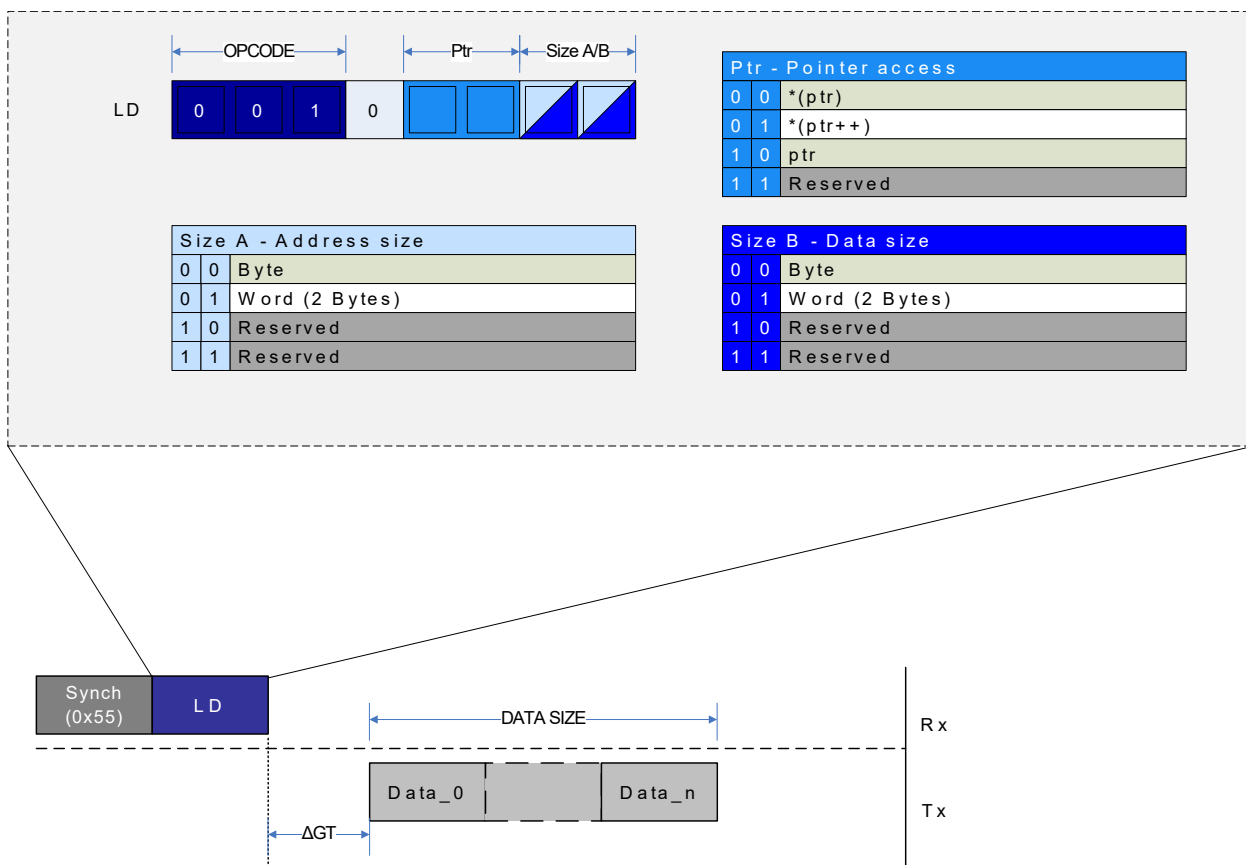 OPCODE Ptr Size A/B
LD 0 0 1 0
Ptr - Pointer access
0 0 *(ptr)
0 1 *(ptr++)
1 0 ptr
1 1 Reserved
Size A - Address size
0 0 Byte
0 1 Word (2 Bytes)
1 0 Reserved
1 1 Reserved
Size B - Data size
0 0 Byte
0 1 Word (2 Bytes)
1 0 Reserved
1 1 Reserved
Synch
(0x55)
LD
DATA SIZE
Rx
Data_0 Data_n
Tx
ΔGT